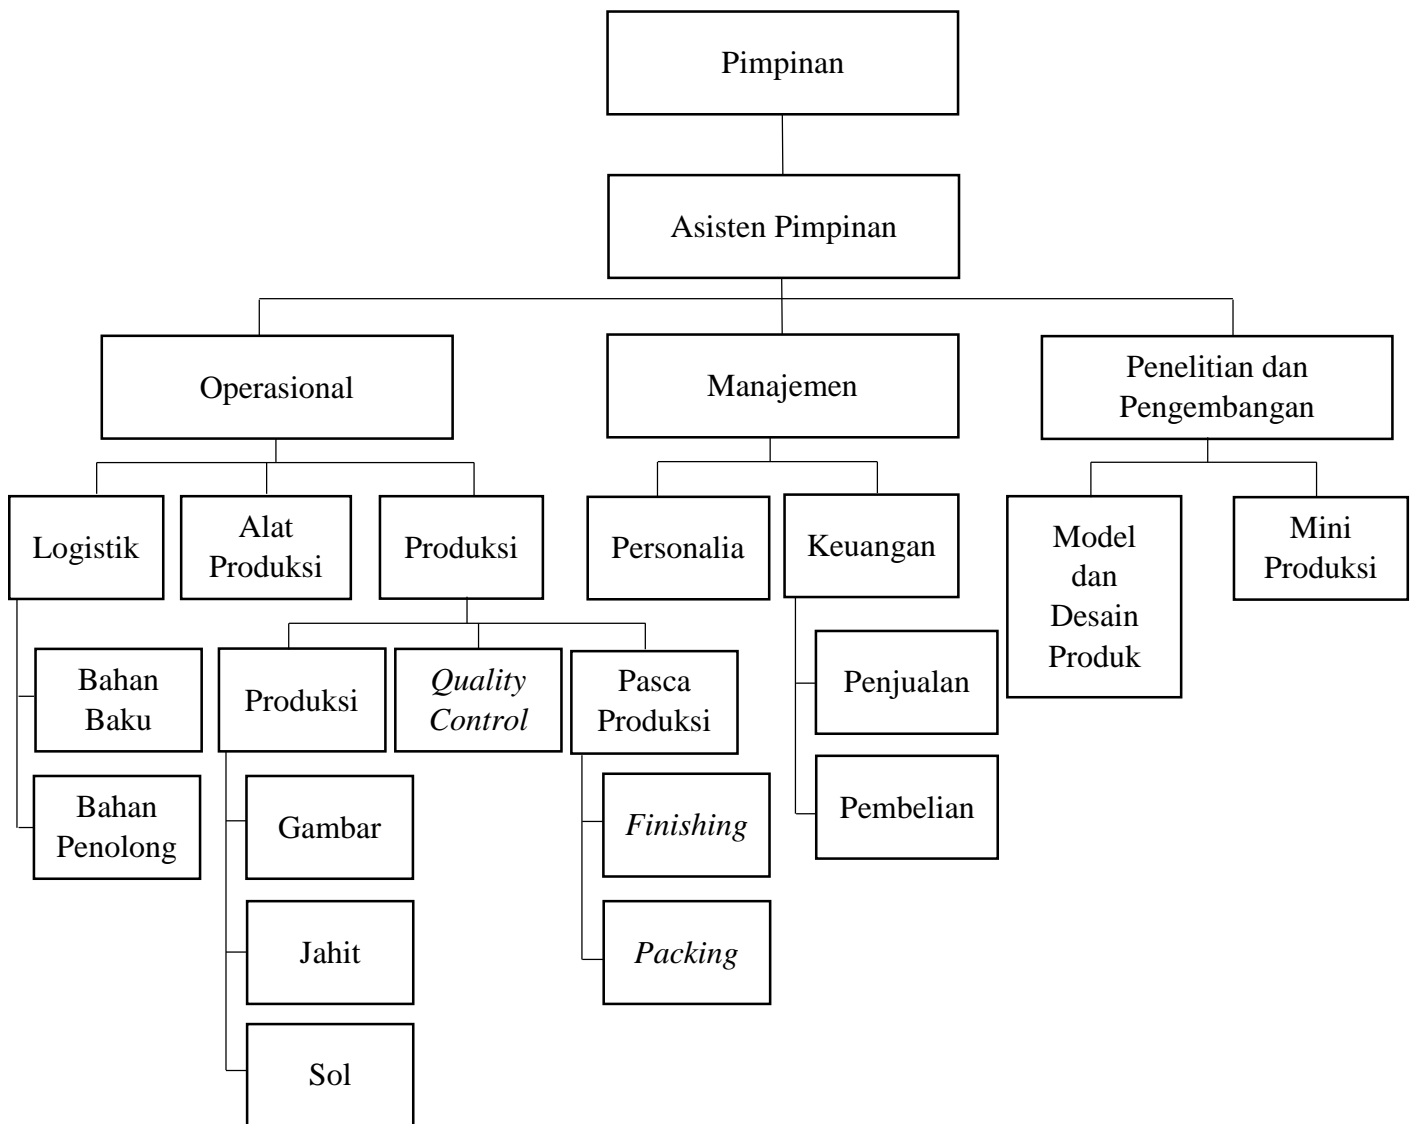 Pimpinan
Asisten Pimpinan
Operasional
Manajemen
Penelitian dan
Pengembangan
Logistik
Alat
Produksi
Produksi
Personalia
Keuangan
Model
dan
Desain
Produk
Mini
Produksi
Bahan
Baku
Produksi
Quality
Control
Pasca
Produksi
Penjualan
Bahan
Penolong
Gambar
Finishing
Pembelian
Jahit
Packing
Sol